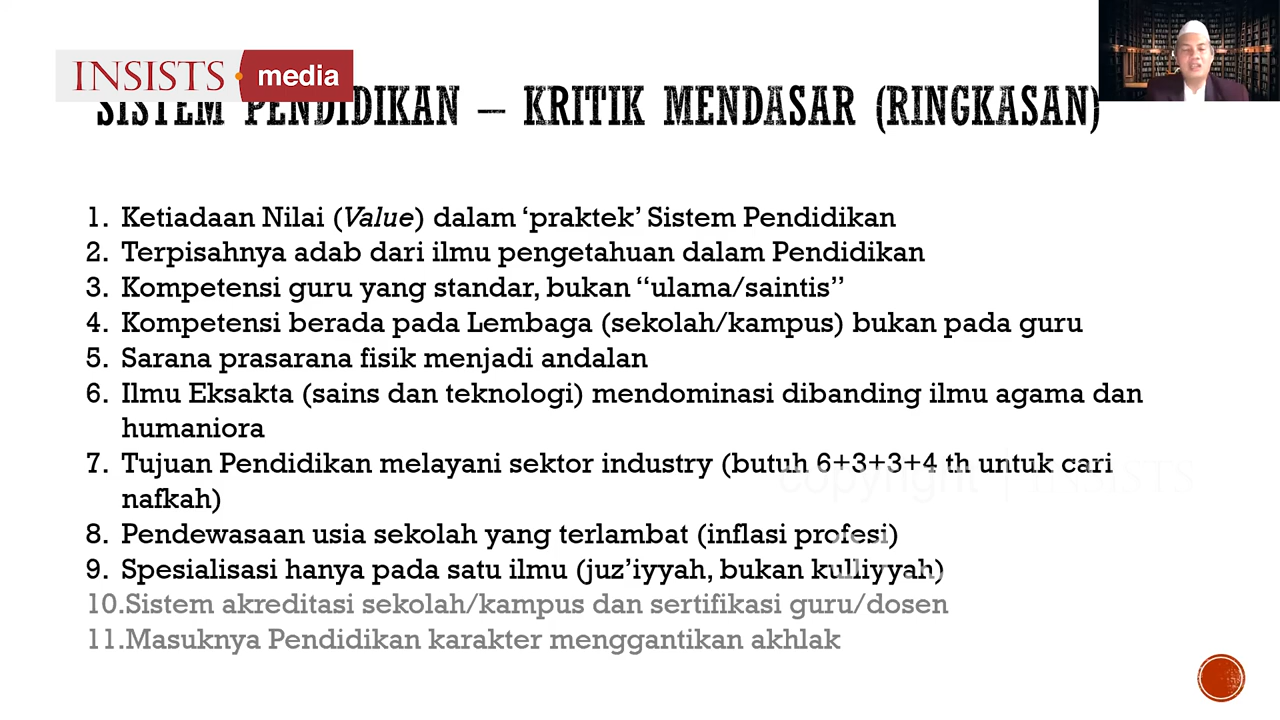 INSISTS media
SISTEM PENDIDIKAN – KRITIK MENDASAR (RINGKASAN)
1. Ketiadaan Nilai (Value) dalam ‘praktek’ Sistem Pendidikan
2. Terpisahnya adab dari ilmu pengetahuan dalam Pendidikan
3. Kompetensi guru yang standar, bukan “ulama/saintis”
4. Kompetensi berada pada Lembaga (sekolah/kampus) bukan pada guru
5. Sarana prasarana fisik menjadi andalan
6. Ilmu Eksakta (sains dan teknologi) mendominasi dibanding ilmu agama dan
humaniora
7. Tujuan Pendidikan melayani sektor industry (butuh 6+3+3+4 th untuk cari
nafkah)
copyright | INSISTS
8. Pendewasaan usia sekolah yang terlambat (inflasi profesi)
9. Spesialisasi hanya pada satu ilmu (juz’iyyah, bukan kulliyyah)
10.Sistem akreditasi sekolah/kampus dan sertifikasi guru/dosen
11.Masuknya Pendidikan karakter menggantikan akhlak